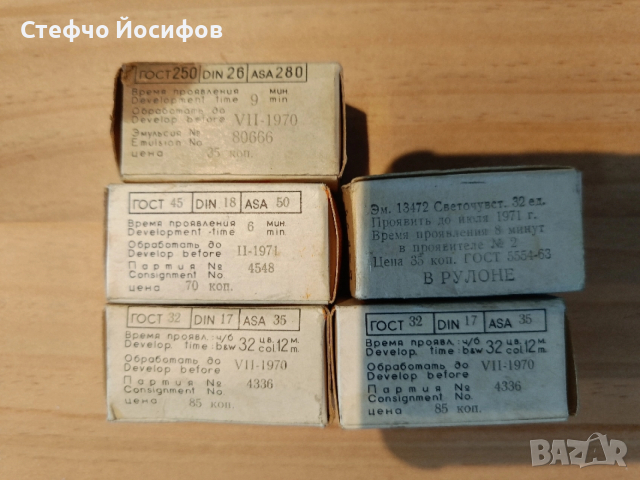 Стефчо Йосифов
ГОСТ 250 DIN 26 ASA 280
Время проявления мин.
Development time 9 min
Обработать до
Develop before VII-1970
Эмульсия №
Emulsion No 80666
цена 35 коп.
ГОСТ 45 DIN 18 ASA 50
Время проявления мин.
Development time 6 min
Обработать до
Develop before II-1971
Партия №
Consignment No. 4548
цена 70 коп.
Эм. 13472 Светочувст. 32 ед.
Проявить до июля 1971 г.
Время проявления 8 минут
в проявителе № 2
Цена 35 коп. ГОСТ 5554-63
В РУЛОНЕ
ГОСТ 32 DIN 17 ASA 35
Время проявл. ч/б 32 цв. 12 м.
Develop. time b&w col. m.
Обработать до
Develop before VII-1970
Партия №
Consignment No. 4336
цена 85 коп.
ГОСТ 32 DIN 17 ASA 35
Время проявл. ч/б 32 цв. 12 м.
Develop. time b&w col. m.
Обработать до
Develop before VII-1970
Партия №
Consignment No. 4336
цена 85 коп.
BAZAR